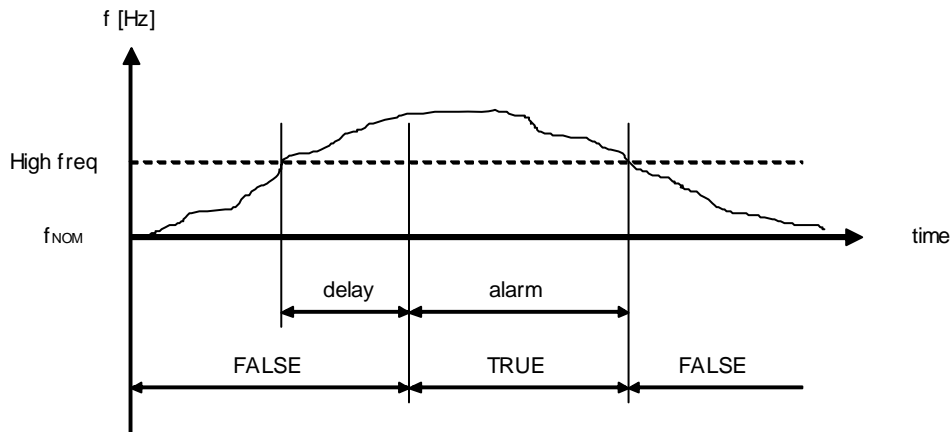 f [Hz]
High freq
fNOM
time
delay alarm
FALSE TRUE FALSE